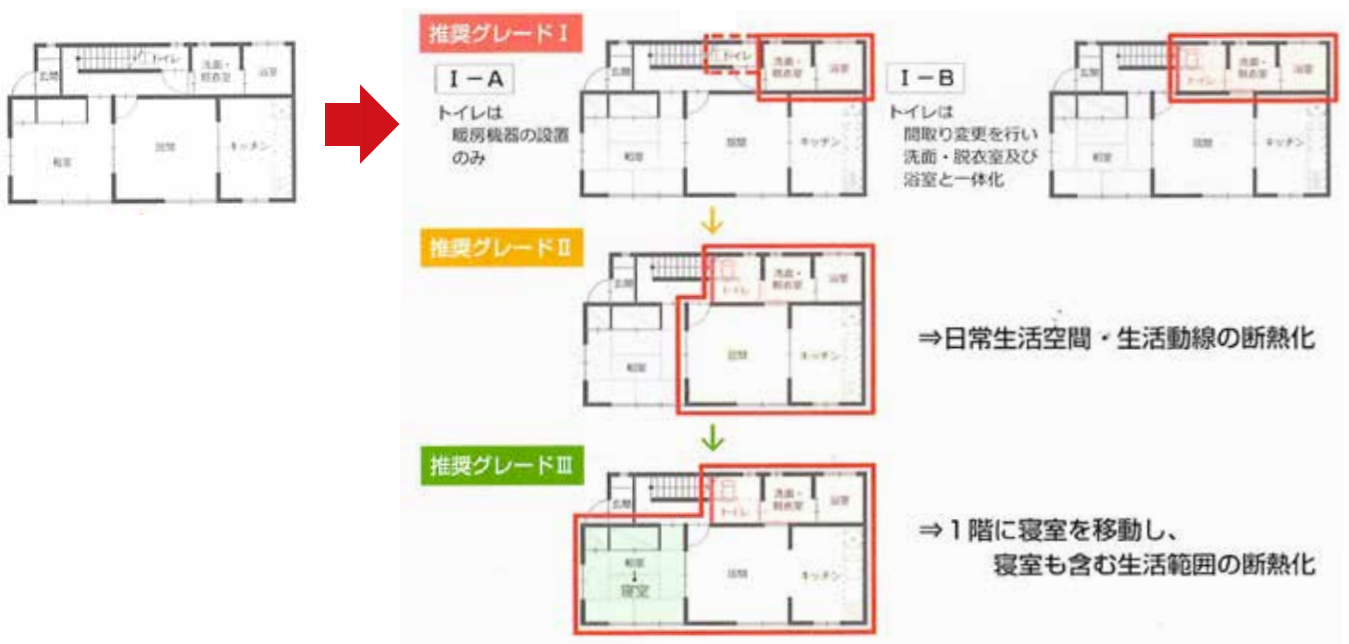 玄関
トイレ
洗面・
脱衣室
浴室
和室
居間
キッチン
推奨グレードⅠ
Ⅰ－A
トイレは
暖房機器の設置
のみ
玄関
トイレ
洗面・
脱衣室
浴室
和室
居間
キッチン
Ⅰ－B
トイレは
間取り変更を行い
洗面・脱衣室及び
浴室と一体化
玄関
トイレ
洗面・
脱衣室
浴室
和室
居間
キッチン
推奨グレードⅡ
玄関
トイレ
洗面・
脱衣室
浴室
和室
居間
キッチン
⇒日常生活空間・生活動線の断熱化
推奨グレードⅢ
玄関
トイレ
洗面・
脱衣室
浴室
和室
↓
寝室
居間
キッチン
⇒１階に寝室を移動し、
寝室も含む生活範囲の断熱化